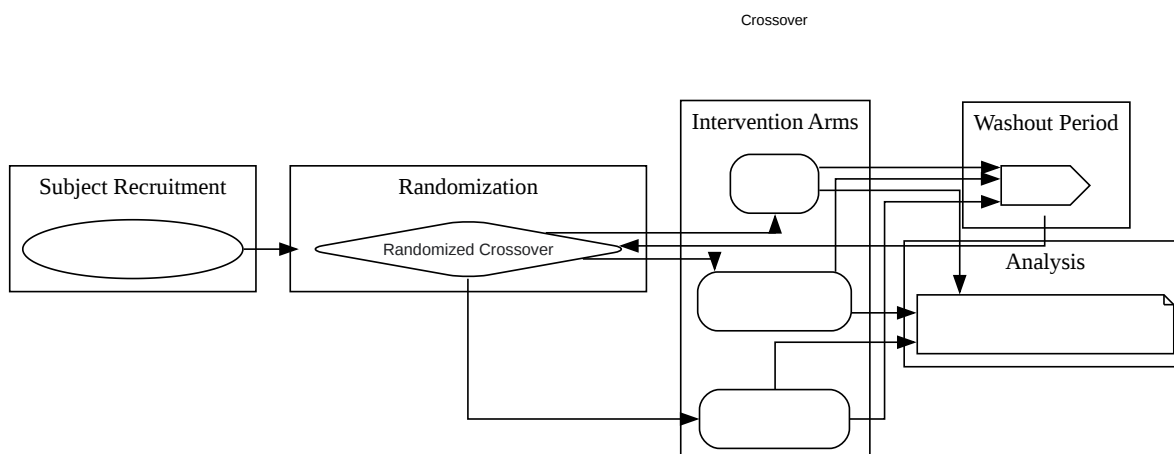 Crossover
Intervention Arms
Washout Period
Subject Recruitment
Randomization
Randomized Crossover
Analysis